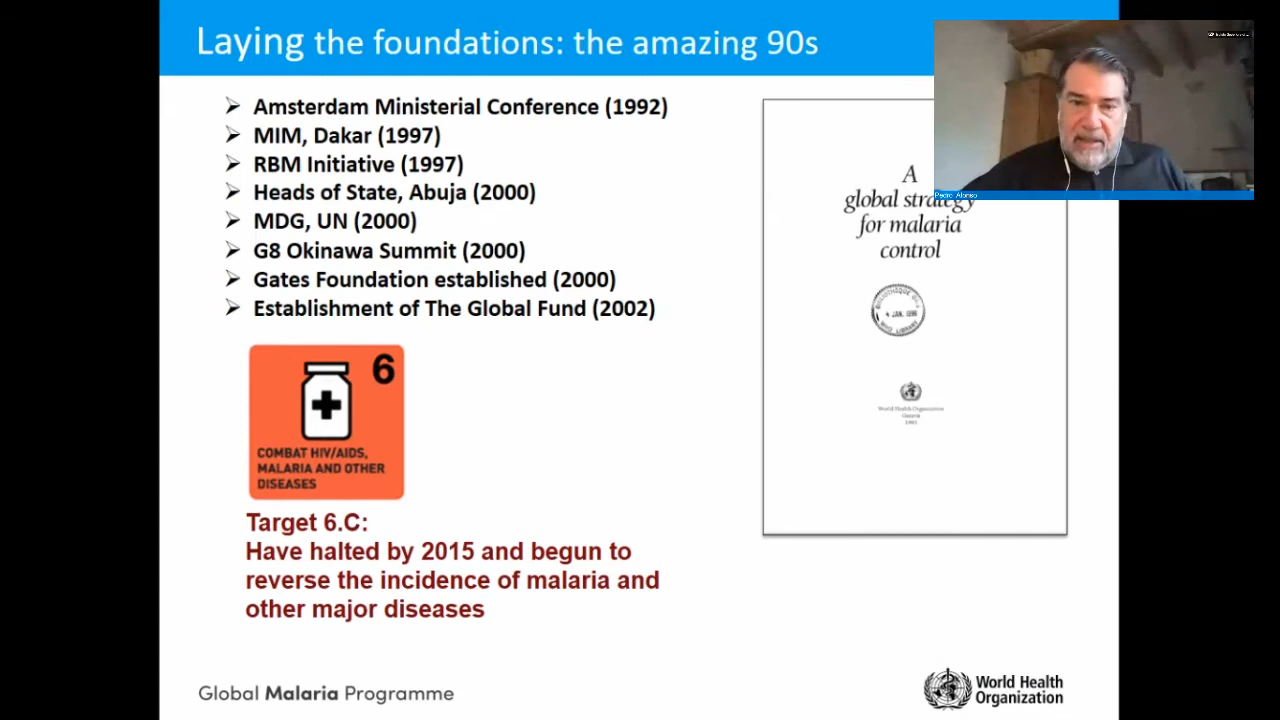 Laying the foundations: the amazing 90s
➢ Amsterdam Ministerial Conference (1992)
➢ MIM, Dakar (1997)
➢ RBM Initiative (1997)
➢ Heads of State, Abuja (2000)
➢ MDG, UN (2000)
➢ G8 Okinawa Summit (2000)
➢ Gates Foundation established (2000)
➢ Establishment of The Global Fund (2002)
6
COMBAT HIV/AIDS,
MALARIA AND OTHER
DISEASES
Target 6.C:
Have halted by 2015 and begun to
reverse the incidence of malaria and
other major diseases
Global Malaria Programme
Pedro Alonso
A
global strategy
for malaria
control
4 JAN.
World Health Organization
Geneva
World Health
Organization